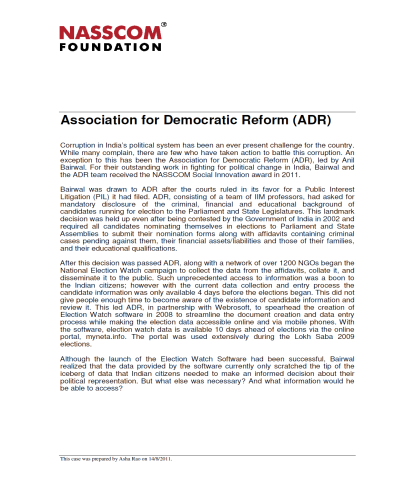 NASSCOM®
FOUNDATION
Association for Democratic Reform (ADR)
Corruption in India's political system has been an ever present challenge for the country.
While many complain, there are few who have taken action to battle this corruption. An
exception to this has been the Association for Democratic Reform (ADR), led by Anil
Bairwal. For their outstanding work in fighting for political change in India, Bairwal and
the ADR team received the NASSCOM Social Innovation award in 2011.
Bairwal was drawn to ADR after the courts ruled in its favor for a Public Interest
Litigation (PIL) it had filed. ADR, consisting of a team of IIM professors, had asked for
mandatory disclosure of the criminal, financial and educational background of
candidates running for election to the Parliament and State Legislatures. This landmark
decision was held up even after being contested by the Government of India in 2002 and
required all candidates nominating themselves in elections to Parliament and State
Assemblies to submit their nomination forms along with affidavits containing criminal
cases pending against them, their financial assets/liabilities and those of their families,
and their educational qualifications.
After this decision was passed ADR, along with a network of over 1200 NGOs began the
National Election Watch campaign to collect the data from the affidavits, collate it, and
disseminate it to the public. Such unprecedented access to information was a boon to
the Indian citizens; however with the current data collection and entry process the
candidate information was only available 4 days before the elections began. This did not
give people enough time to become aware of the existence of candidate information and
review it. This led ADR, in partnership with Webrosoft, to spearhead the creation of
Election Watch software in 2008 to streamline the document creation and data entry
process while making the election data accessible online and via mobile phones. With
the software, election watch data is available 10 days ahead of elections via the online
portal, myneta.info. The portal was used extensively during the Lokh Saba 2009
elections.
Although the launch of the Election Watch Software had been successful, Bairwal
realized that the data provided by the software currently only scratched the tip of the
iceberg of data that Indian citizens needed to make an informed decision about their
political representation. But what else was necessary? And what information would he
be able to access?
This case was prepared by Asha Rao on 14/8/2011.